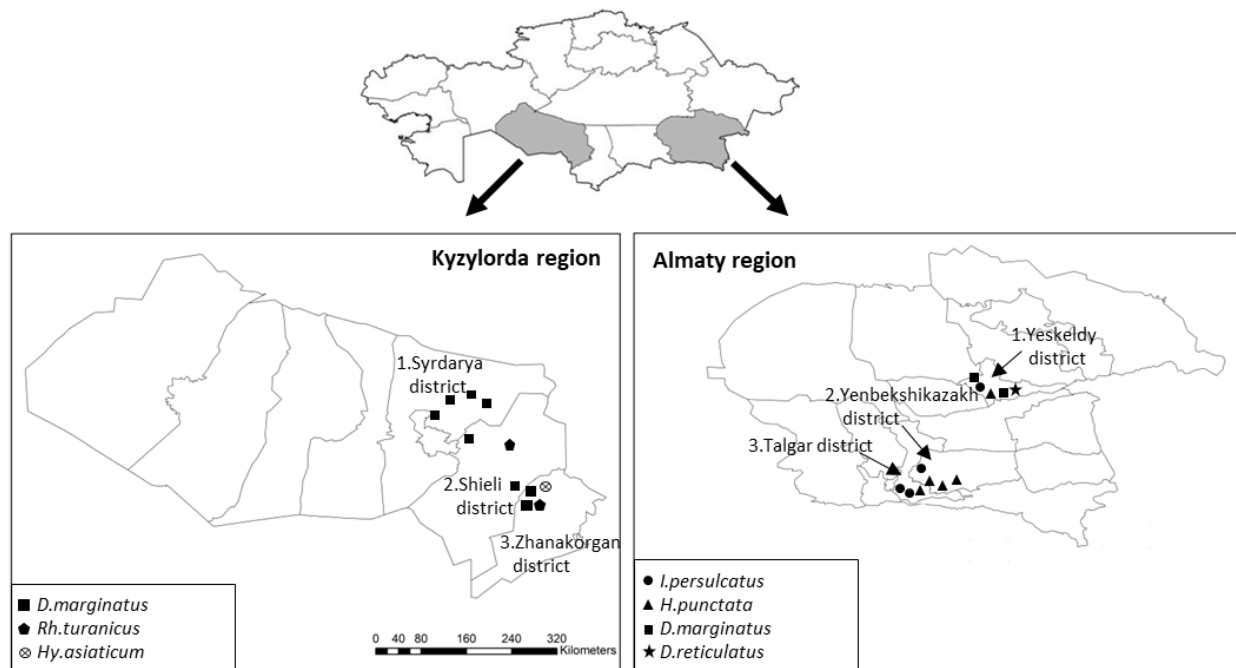 Kyzylorda region
1.Syrdarya
district
2.Shieli
district
3.Zhanakorgan
district
D.marginatus
Rh.turanicus
Hy.asiaticum
0 40 80 160 240 320
Kilometers
Almaty region
1.Yeskeldy
district
2.Yenbekshikazakh
district
3.Talgar district
I.persulcatus
H.punctata
D.marginatus
D.reticulatus